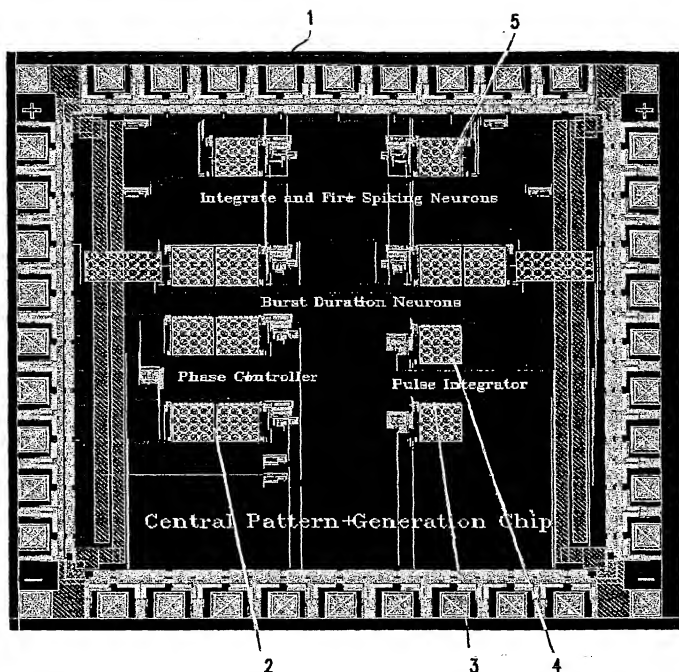 1
5
+ +
Integrate and Fire Spiking Neurons
Burst Duration Neurons
Phase Controller Pulse Integrator
Central Pattern Generation Chip
- -
2 3 4